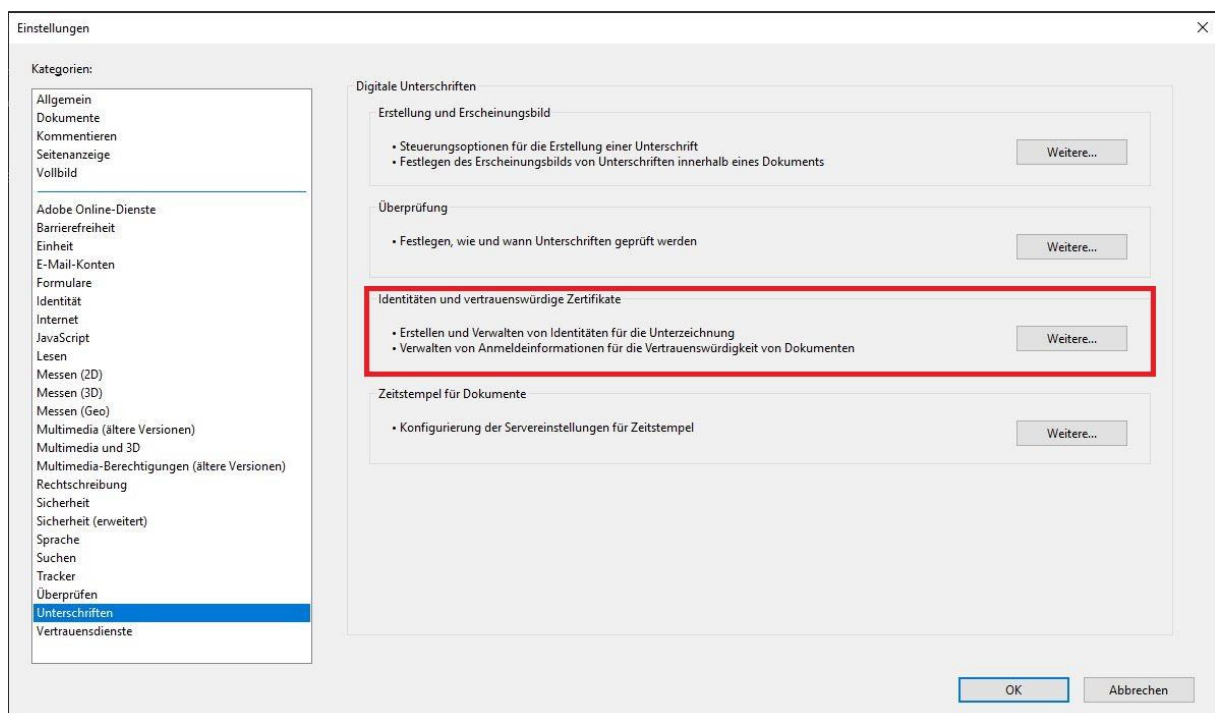 Einstellungen
Kategorien:
Allgemein
Dokumente
Kommentieren
Seitenanzeige
Vollbild
Adobe Online-Dienste
Barrierefreiheit
Einheit
E-Mail-Konten
Formulare
Identität
Internet
JavaScript
Lesen
Messen (2D)
Messen (3D)
Messen (Geo)
Multimedia (ältere Versionen)
Multimedia und 3D
Multimedia-Berechtigungen (ältere Versionen)
Rechtschreibung
Sicherheit
Sicherheit (erweitert)
Sprache
Suchen
Tracker
Überprüfen
Unterschriften
Vertrauensdienste
Digitale Unterschriften
Erstellung und Erscheinungsbild
• Steuerungsoptionen für die Erstellung einer Unterschrift
• Festlegen des Erscheinungsbilds von Unterschriften innerhalb eines Dokuments
Weitere...
Überprüfung
• Festlegen, wie und wann Unterschriften geprüft werden
Weitere...
Identitäten und vertrauenswürdige Zertifikate
• Erstellen und Verwalten von Identitäten für die Unterzeichnung
• Verwalten von Anmeldeinformationen für die Vertrauenswürdigkeit von Dokumenten
Weitere...
Zeitstempel für Dokumente
• Konfigurierung der Servereinstellungen für Zeitstempel
Weitere...
OK
Abbrechen